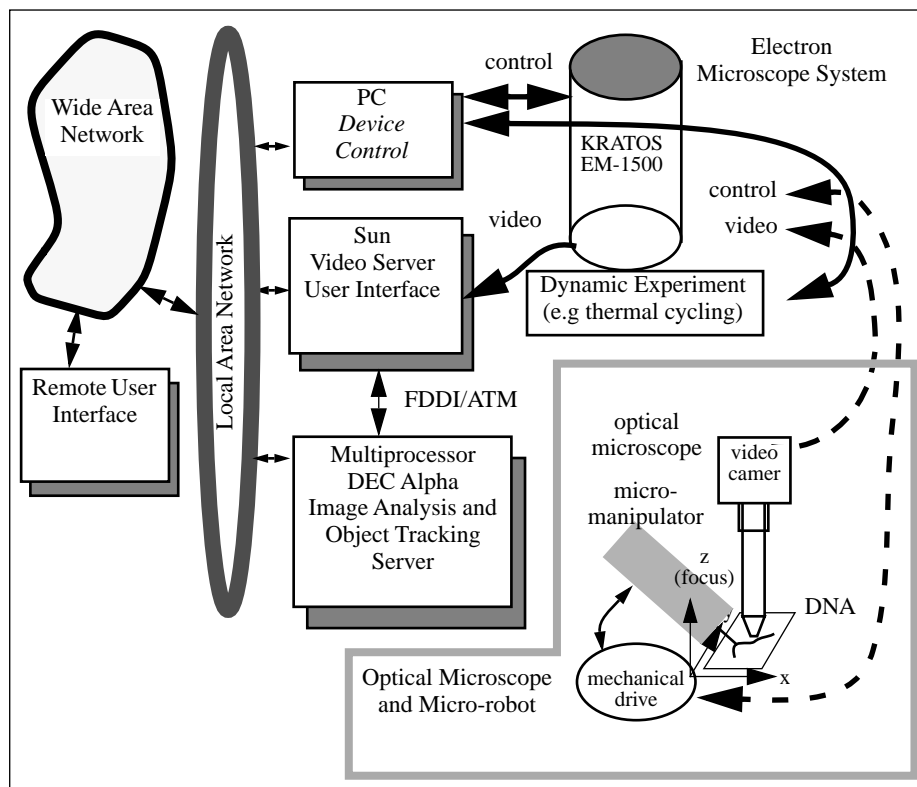 Electron
Microscope System
control
PC
Device
Control
Wide Area
Network
KRATOS
EM-1500
control
video
video
Sun
Video Server
User Interface
Local Area Network
Dynamic Experiment
(e.g thermal cycling)
Remote User
Interface
FDDI/ATM
Multiprocessor
DEC Alpha
Image Analysis and
Object Tracking
Server
optical
microscope
video
camer
micro-
manipulator
z
(focus)
DNA
x
mechanical
drive
Optical Microscope
and Micro-robot